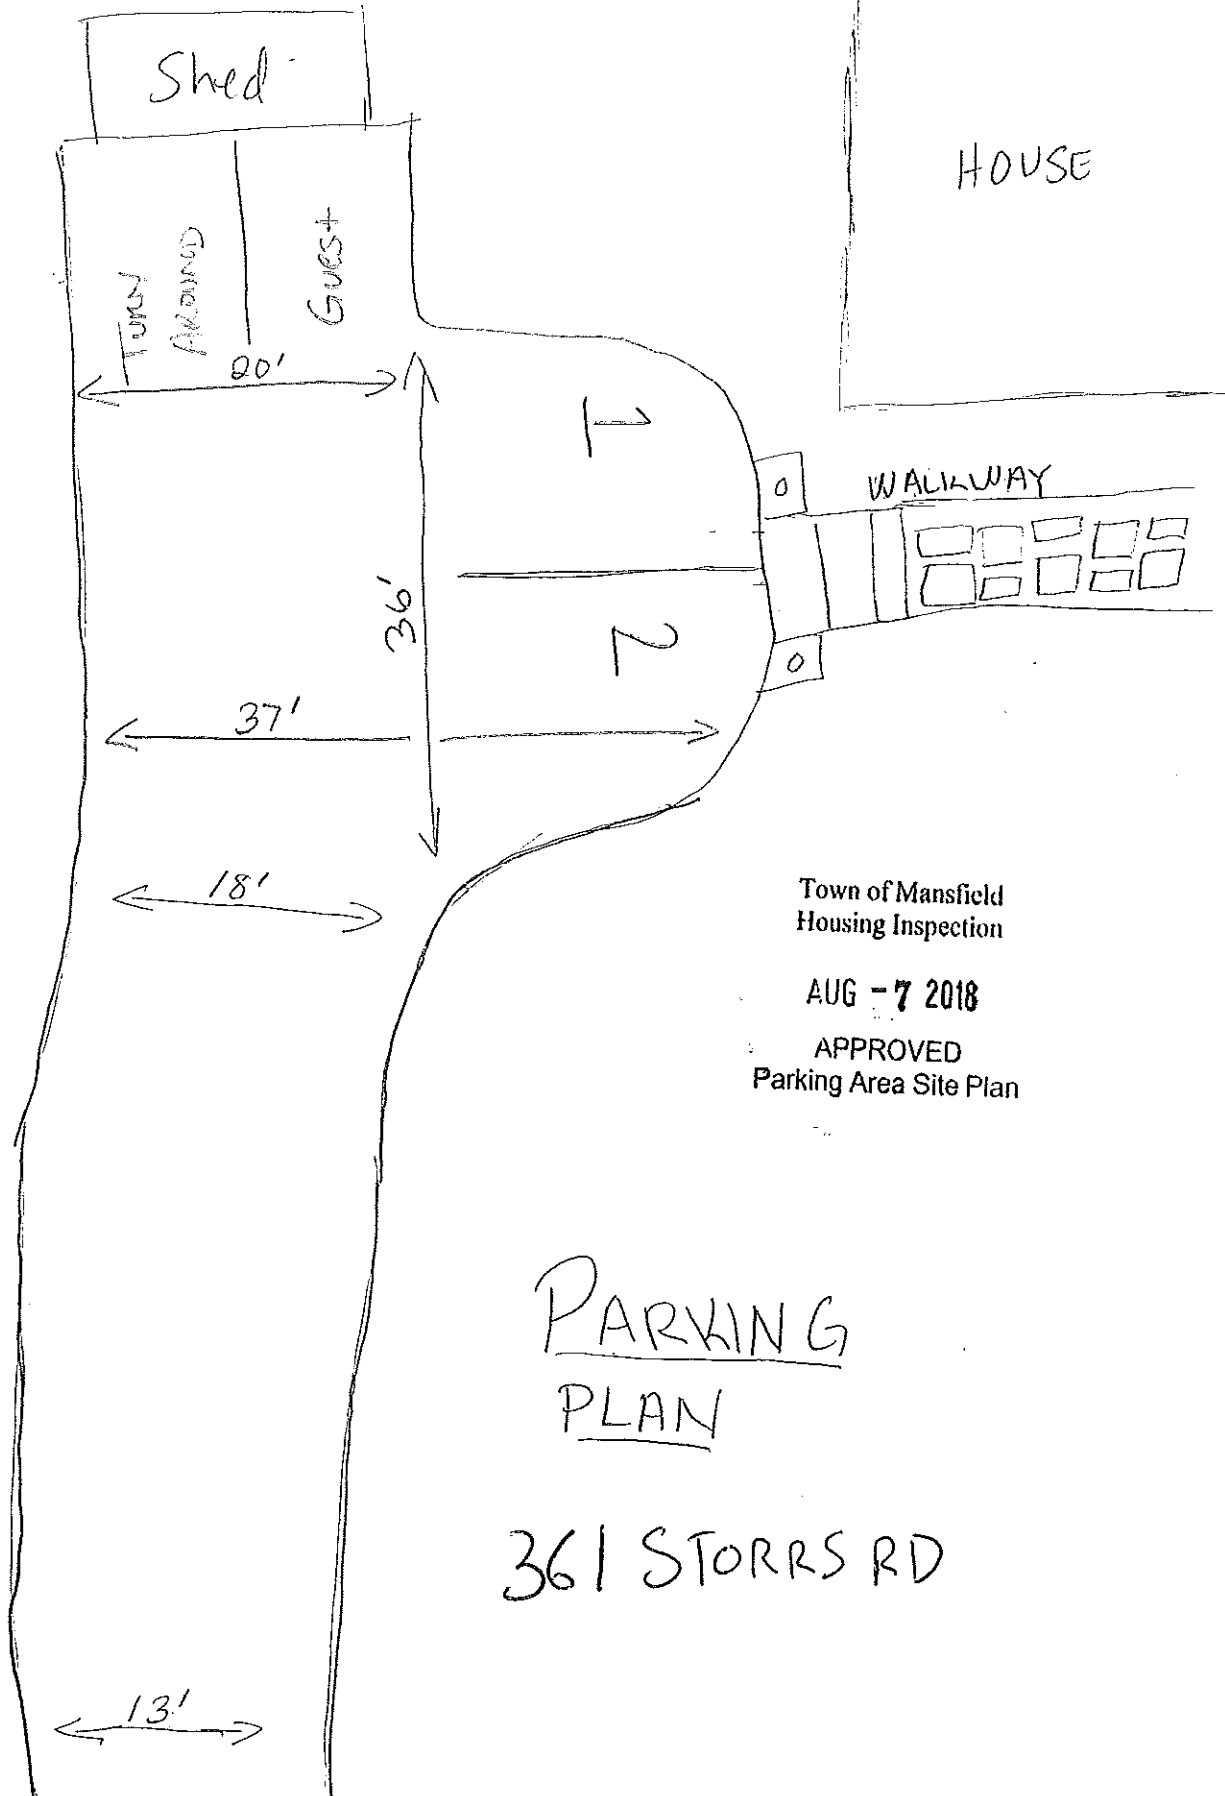 Shed
HOUSE
TURN
AROUND
Guest
20'
1
WALKWAY
36'
2
37'
18'
Town of Mansfield
Housing Inspection
AUG -7 2018
APPROVED
Parking Area Site Plan
PARKING
PLAN
361 STORRS RD
13'